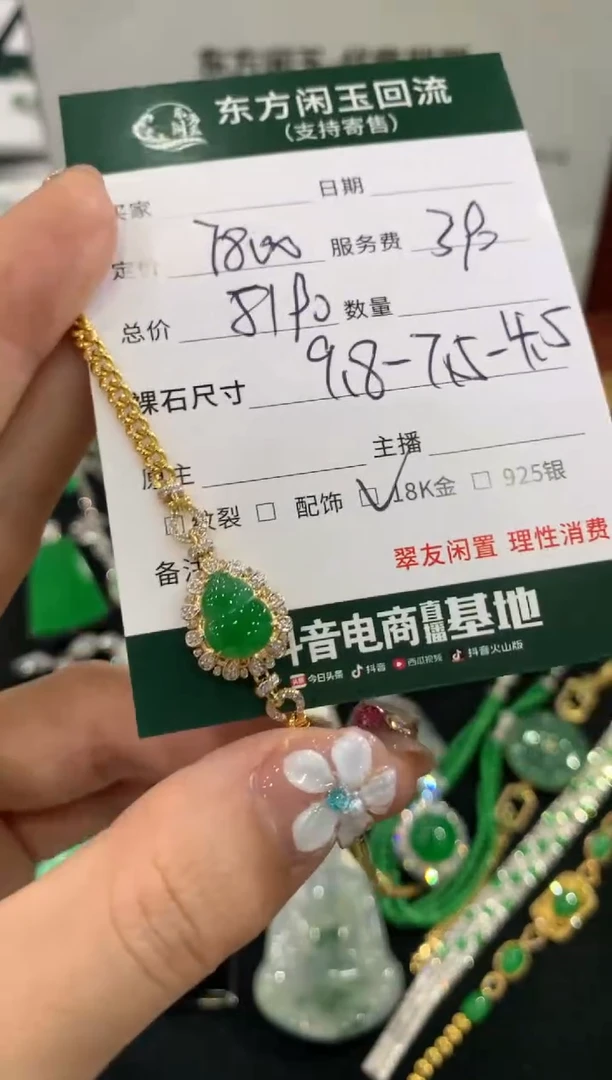 东方闲玉回流
(支持寄售)
买家 日期
定价 7800 服务费 390
总价 8190 数量
裸石尺寸 9.8-7.5-4.5
原主 主播
纹裂 □ 配饰 ☑ 18K金 □ 925银
备注
翠友闲置 理性消费
抖音电商直播基地
头条 今日头条 抖音 西瓜视频 抖音火山版